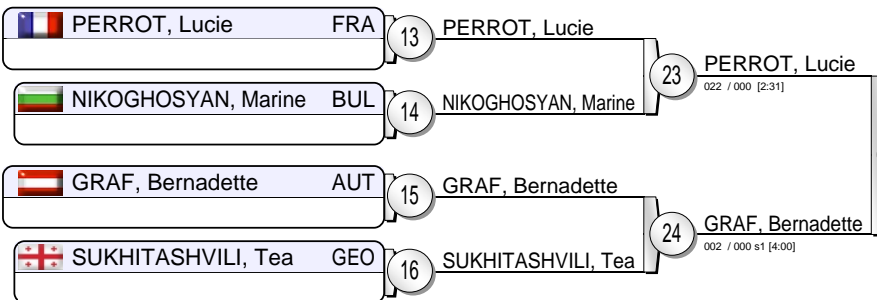 PERROT, Lucie FRA
13
PERROT, Lucie
23
PERROT, Lucie
022 / 000 [2:31]
NIKOGHOSYAN, Marine BUL
14
NIKOGHOSYAN, Marine
GRAF, Bernadette AUT
15
GRAF, Bernadette
24
GRAF, Bernadette
002 / 000 s1 [4:00]
SUKHITASHVILI, Tea GEO
16
SUKHITASHVILI, Tea